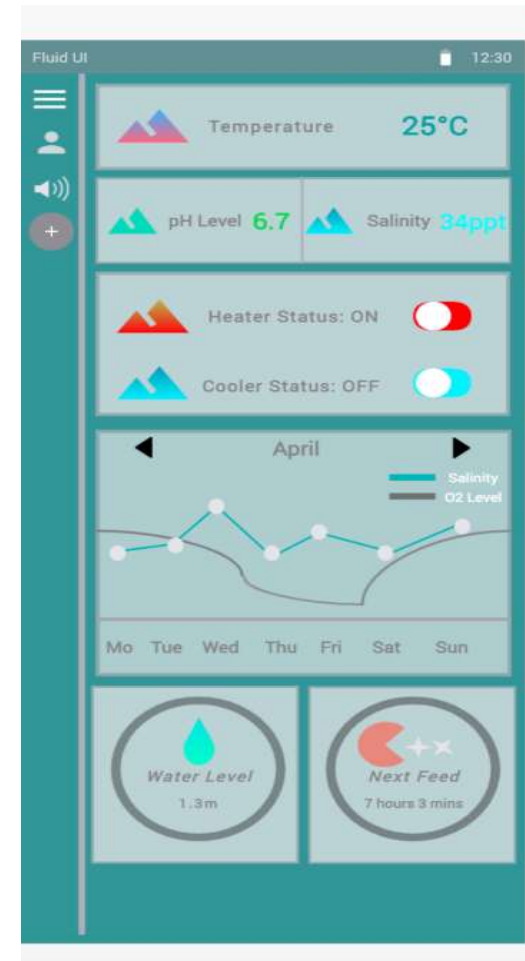 Fluid UI 12:30
Temperature 25°C
pH Level 6.7 Salinity 34ppt
Heater Status: ON
Cooler Status: OFF
April
Salinity
O2 Level
Mo Tue Wed Thu Fri Sat Sun
Water Level
1.3m
Next Feed
7 hours 3 mins